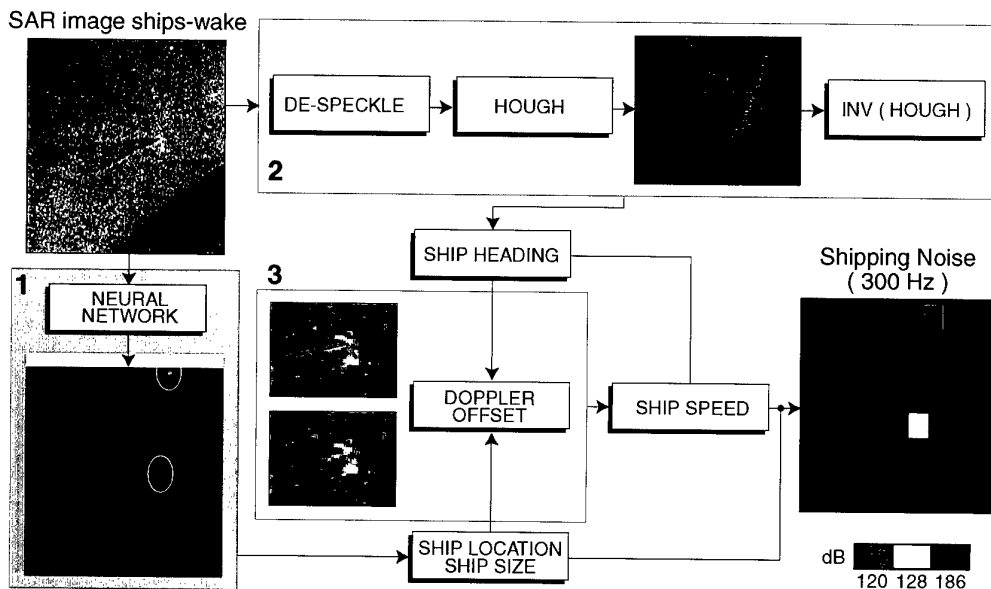 SAR image ships-wake
DE-SPECKLE
HOUGH
INV ( HOUGH )
2
SHIP HEADING
1
NEURAL
NETWORK
3
DOPPLER
OFFSET
SHIP SPEED
Shipping Noise
( 300 Hz )
SHIP LOCATION
SHIP SIZE
dB
120 128 186